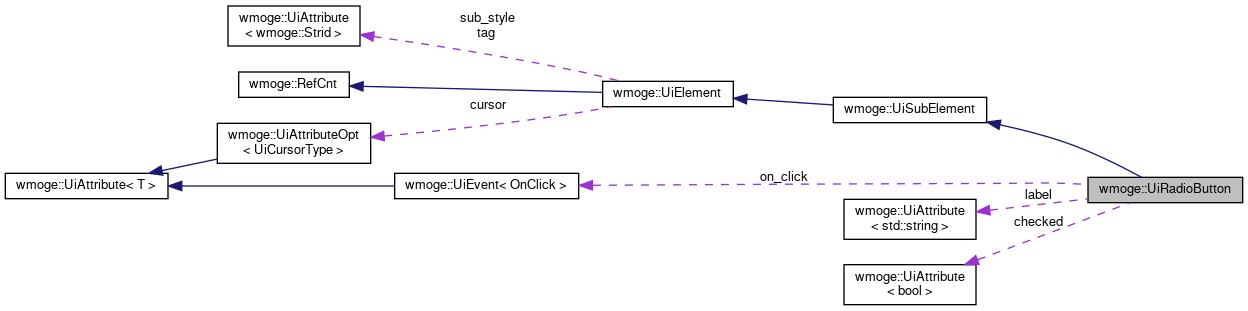 wmoge::UiAttribute
< wmoge::Strid >
sub_style
tag
wmoge::RefCnt
wmoge::UiElement
cursor
wmoge::UiSubElement
wmoge::UiAttributeOpt
< UiCursorType >
wmoge::UiAttribute< T >
wmoge::UiEvent< OnClick >
on_click
wmoge::UiRadioButton
label
wmoge::UiAttribute
< std::string >
checked
wmoge::UiAttribute
< bool >